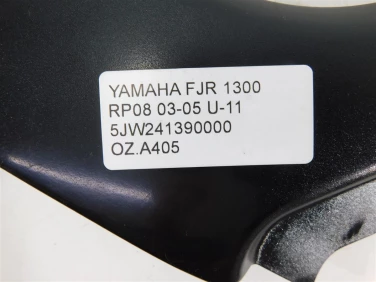 YAMAHA FJR 1300
RP08 03-05 U-11
5JW241390000
OZ.A405